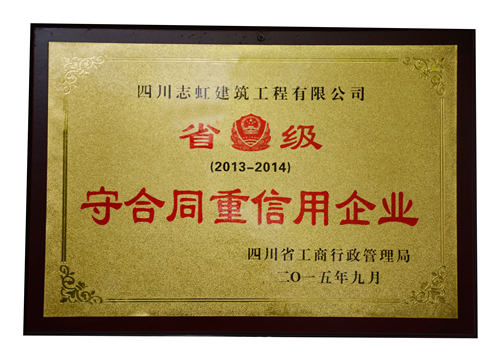 四川志虹建筑工程有限公司
省级
(2013-2014)
守合同重信用企业
四川省工商行政管理局
二〇一五年九月